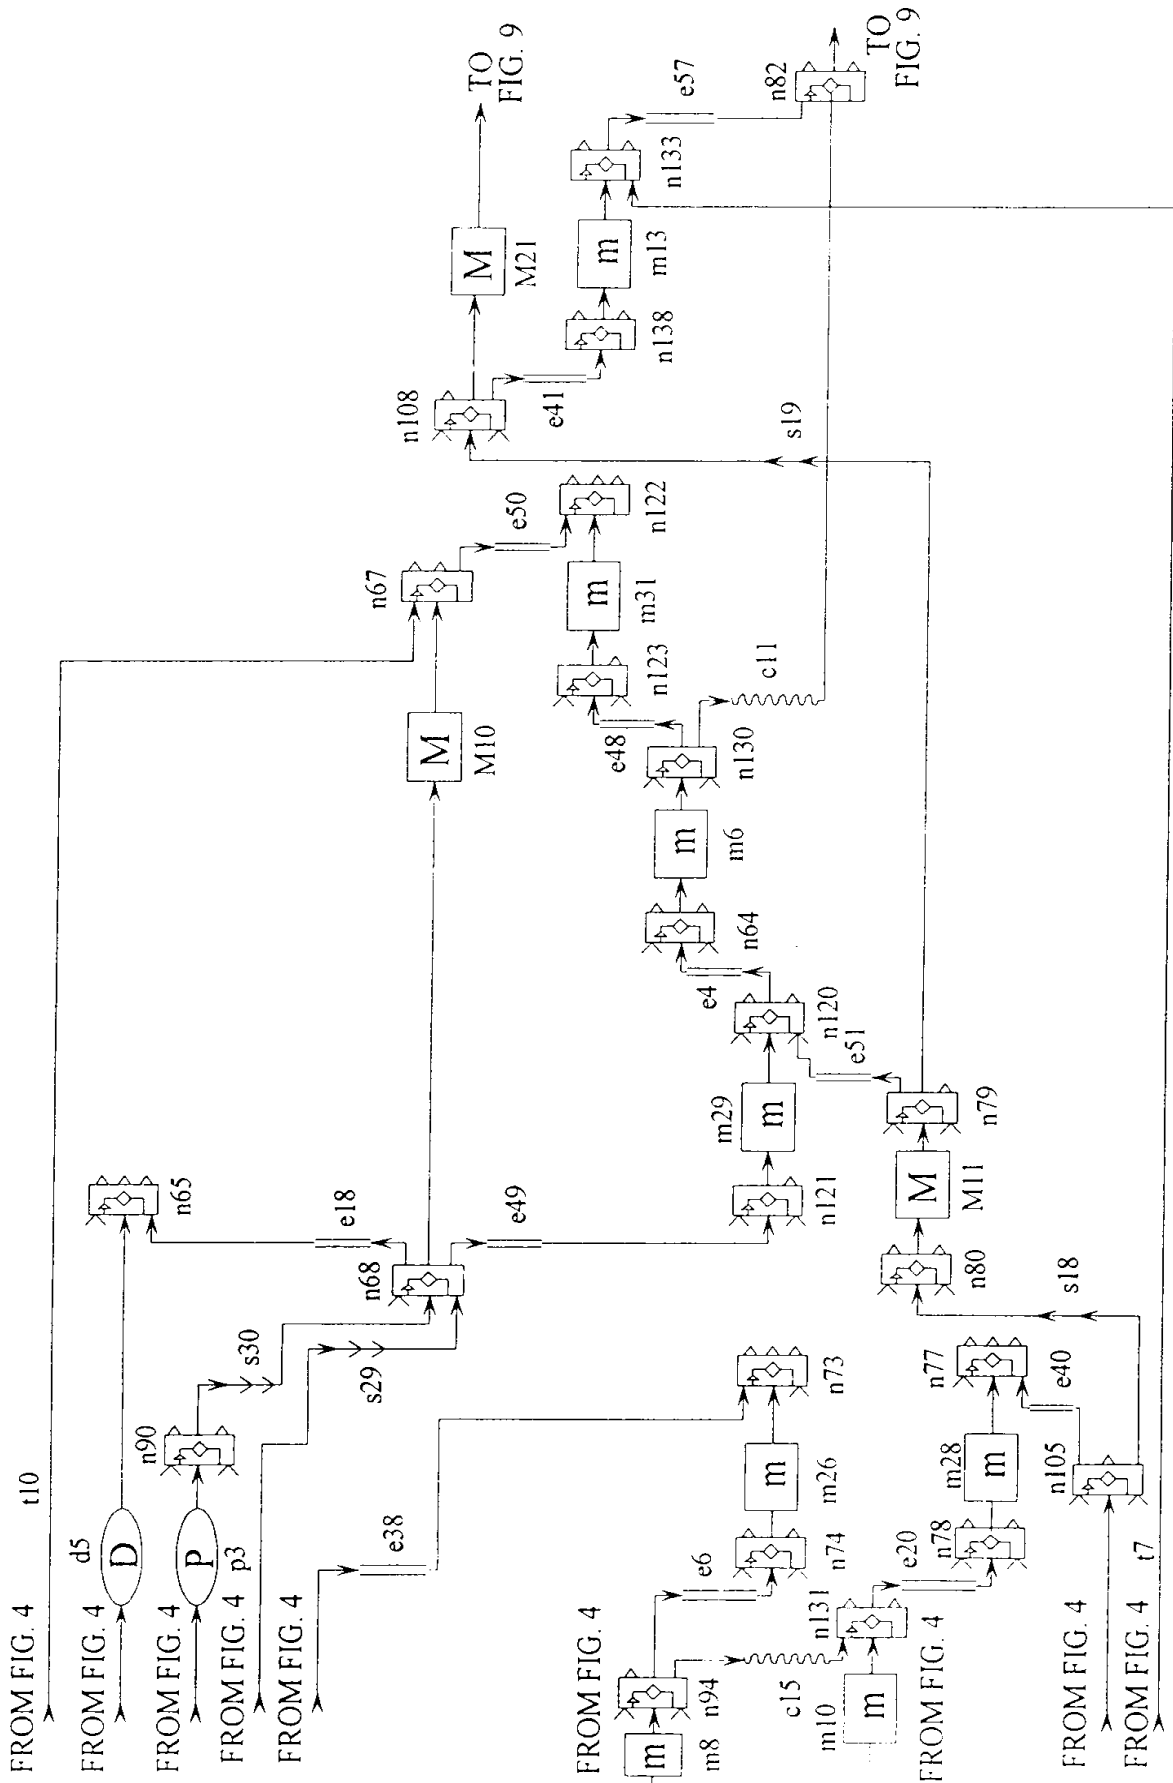 FROM FIG. 4
t10
FROM FIG. 4
d5
D
n65
FROM FIG. 4
P
p3
n90
s30
FROM FIG. 4
s29
n68
e18
e49
M
M10
n67
e50
n108
e41
M
M21
TO
FIG. 9
FROM FIG. 4
e38
n138
m
m13
n133
e57
n82
TO
FIG. 9
n123
m
m31
n122
FROM FIG. 4
m
m8
n94
e6
n74
m
m26
n73
n121
m29
m
n120
e4
n64
m
m6
n130
e48
c11
s19
c15
m10
m
n131
FROM FIG. 4
e20
n78
m28
m
n77
e40
n80
M
M11
n79
e51
FROM FIG. 4
n105
s18
FROM FIG. 4
t7